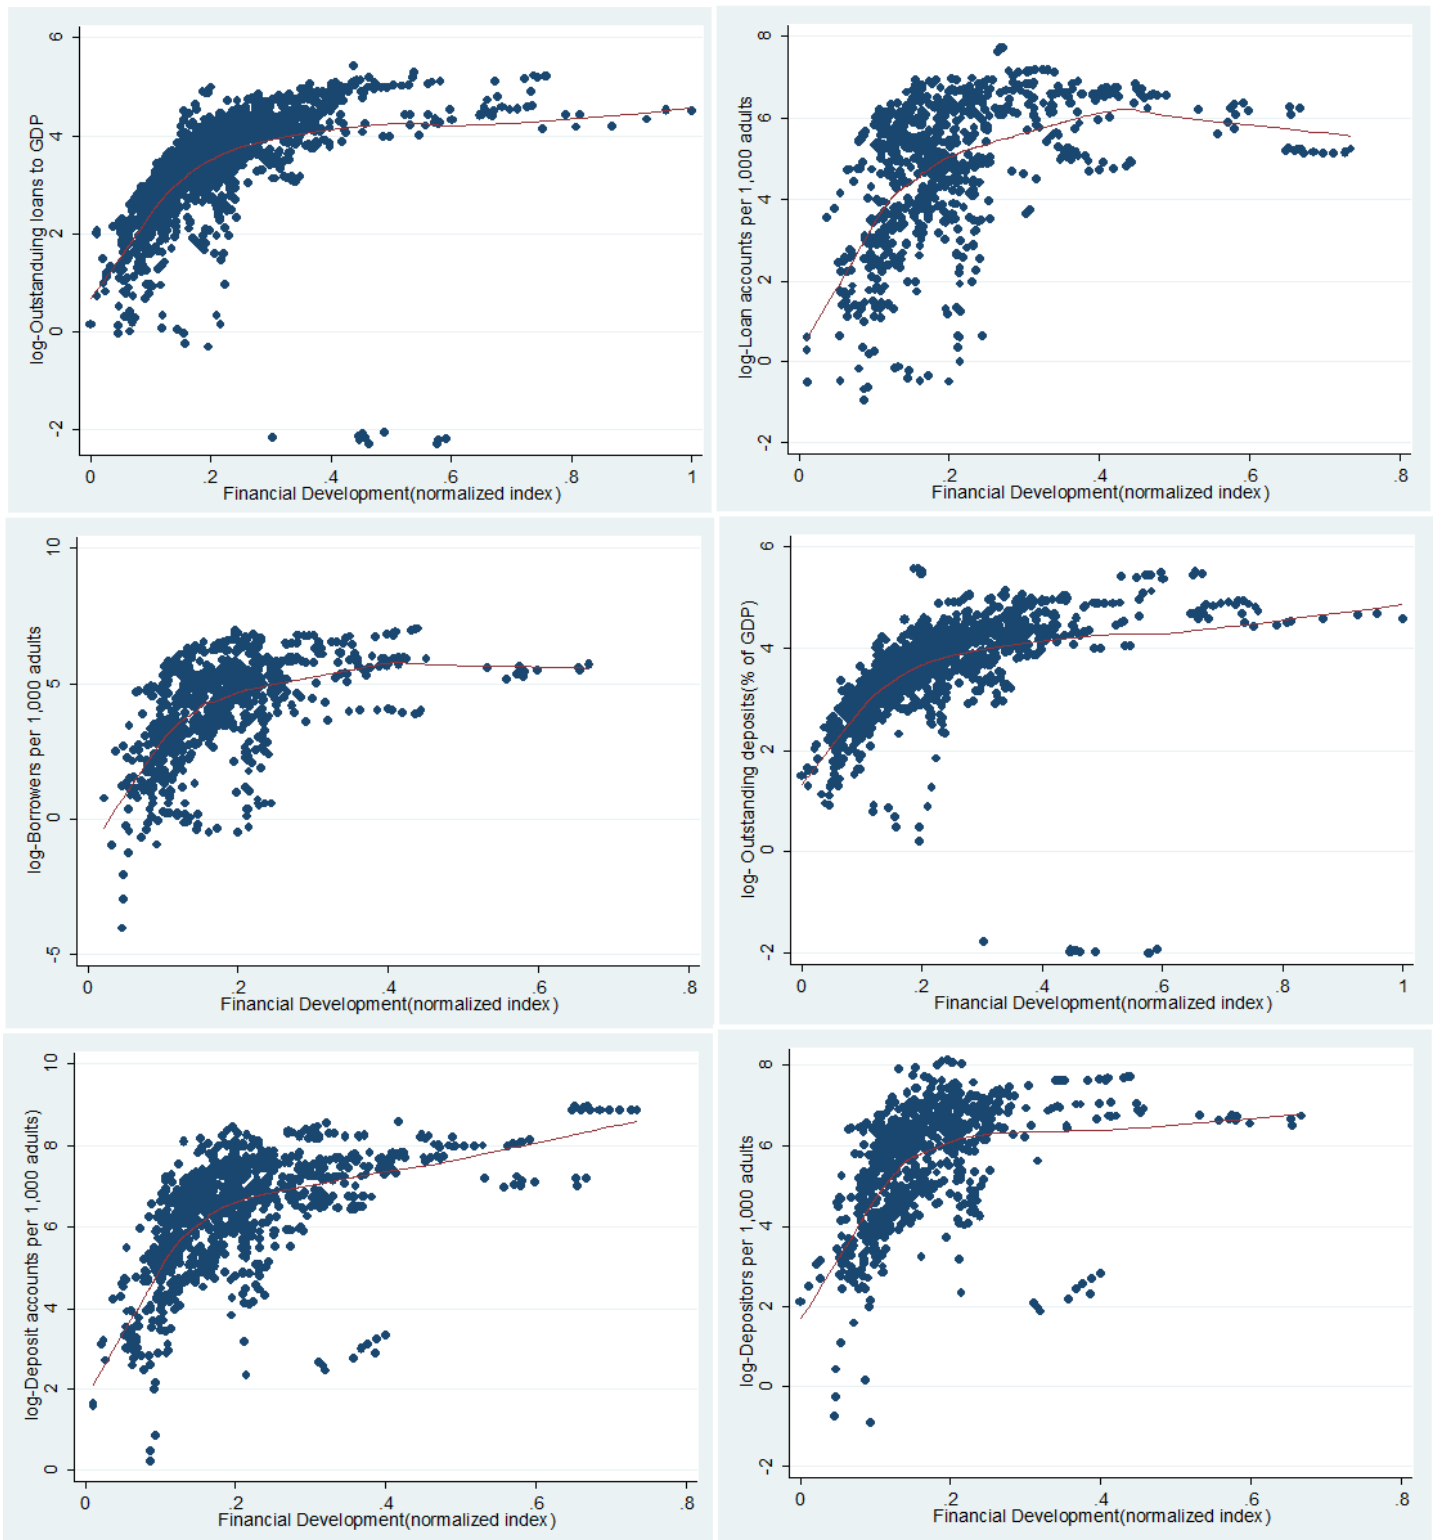 log-Outstanduing loans to GDP
6
4
2
0
-2
0 .2 .4 .6 .8 1
Financial Development(normalized index)
log-Loan accounts per 1,000 adults
8
6
4
2
0
-2
0 .2 .4 .6 .8
Financial Development(normalized index)
log-Borrowers per 1,000 adults
10
5
0
-5
0 .2 .4 .6 .8
Financial Development(normalized index)
log- Outstanding deposits(% of GDP)
6
4
2
0
-2
0 .2 .4 .6 .8 1
Financial Development(normalized index)
log-Deposit accounts per 1,000 adults)
10
8
6
4
2
0
0 .2 .4 .6 .8
Financial Development(normalized index)
log-Depositors per 1,000 adults
8
6
4
2
0
-2
0 .2 .4 .6 .8
Financial Development(normalized index)